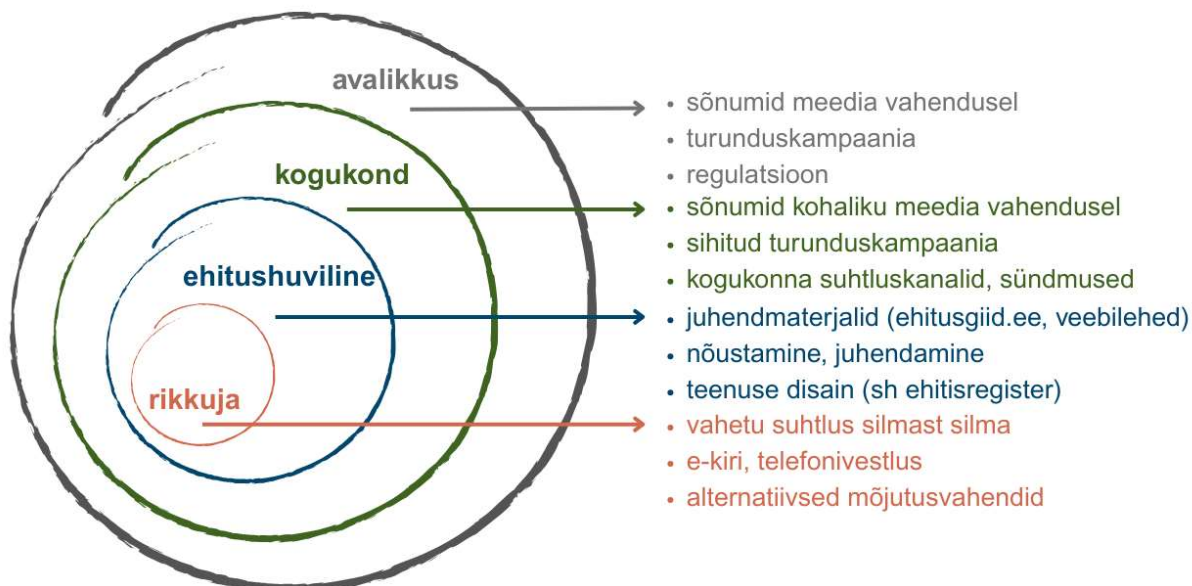 avalikkus
• sõnumid meedia vahendusel
• turunduskampaania
• regulatsioon
kogukond
• sõnumid kohaliku meedia vahendusel
• sihitud turunduskampaania
• kogukonna suhtluskanalid, sündmused
ehitushuviline
• juhendmaterjalid (ehitusgiid.ee, veebilehed)
• nõustamine, juhendamine
• teenuse disain (sh ehitisregister)
rikkuja
• vahetu suhtlus silmast silma
• e-kiri, telefonivestlus
• alternatiivsed mõjutusvahendid